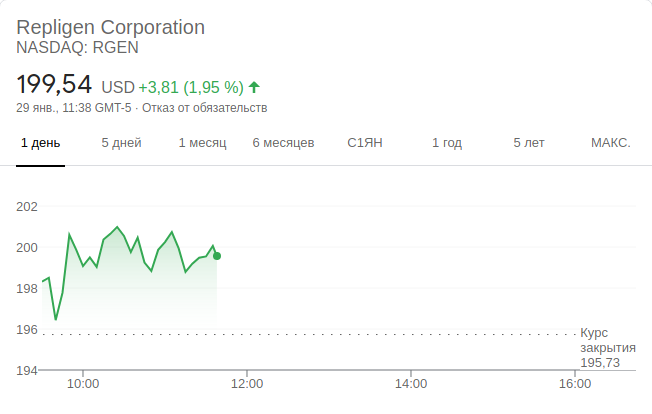 Repligen Corporation
NASDAQ: RGEN
199,54 USD +3,81 (1,95 %)
29 янв., 11:38 GMT-5 · Отказ от обязательств
1 день 5 дней 1 месяц 6 месяцев С1ЯН 1 год 5 лет МАКС.
202
200
198
196
194
Курс
закрытия
195,73
10:00 12:00 14:00 16:00